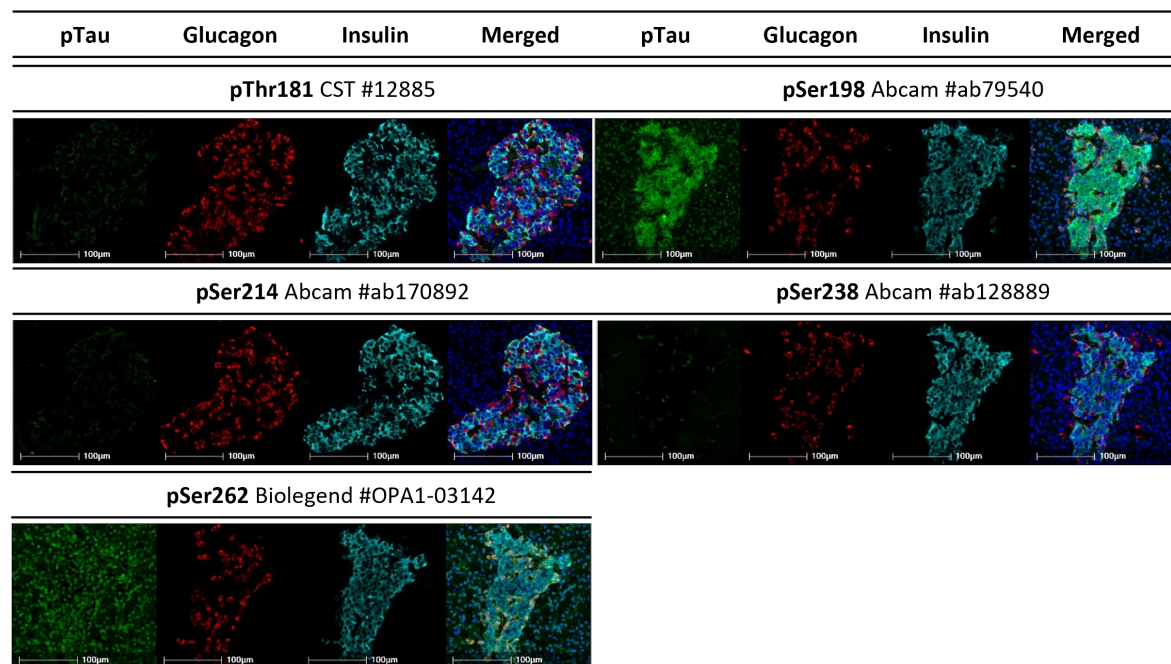 pTau Glucagon Insulin Merged pTau Glucagon Insulin Merged
pThr181 CST #12885 pSer198 Abcam #ab79540
100μm 100μm 100μm 100μm 100μm 100μm 100μm 100μm
pSer214 Abcam #ab170892 pSer238 Abcam #ab128889
100μm 100μm 100μm 100μm 100μm 100μm 100μm 100μm
pSer262 Biolegend #OPA1-03142
100μm 100μm 100μm 100μm